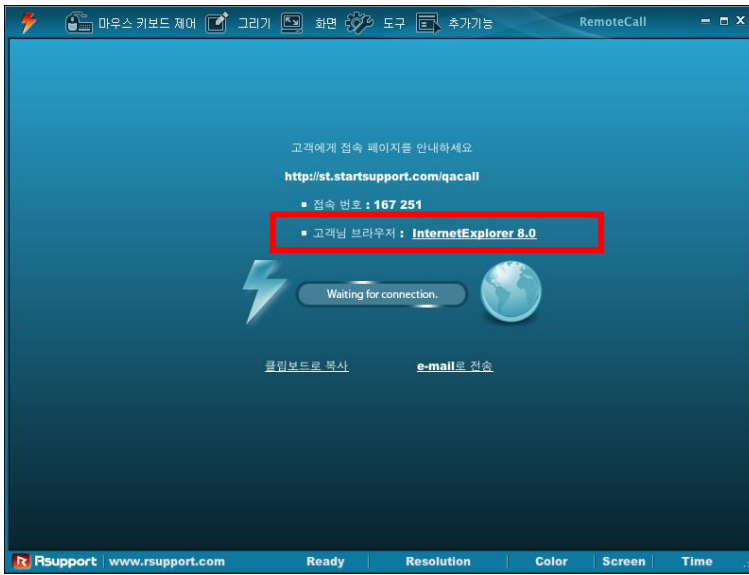 마우스 키보드 제어 그리기 화면 도구 추가기능 RemoteCall
고객에게 접속 페이지를 안내하세요
http://st.startsupport.com/qacall
접속 번호 : 167 251
고객님 브라우저 : InternetExplorer 8.0
Waiting for connection.
클립보드로 복사 e-mail로 전송
Rsupport www.rsupport.com Ready Resolution Color Screen Time